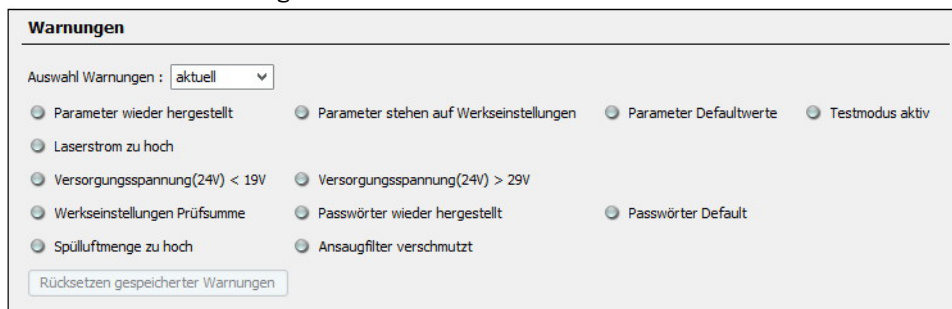 Warnungen
Auswahl Warnungen : aktuell
Parameter wieder hergestellt Parameter stehen auf Werkseinstellungen Parameter Defaultwerte Testmodus aktiv
Laserstrom zu hoch
Versorgungsspannung(24V) < 19V Versorgungsspannung(24V) > 29V
Werkseinstellungen Prüfsumme Passwörter wieder hergestellt Passwörter Default
Spülluftmenge zu hoch Ansaugfilter verschmutzt
Rücksetzen gespeicherter Warnungen